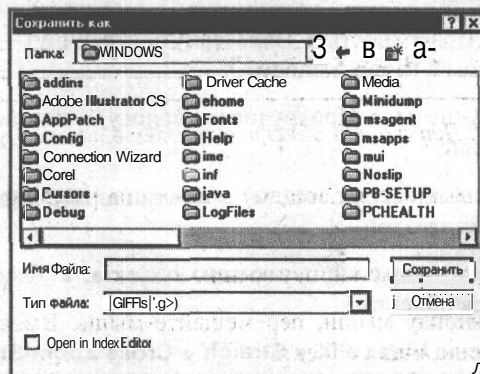 Сохранить как
Папка: WINDOWS 3 В а-
addins Driver Cache Media
Adobe Illustrator CS ehome Minidump
AppPatch Fonts msagent
Config Help msapps
Connection Wizard ime mui
Corel inf Noslip
Cursors java PB-SETUP
Debug LogFiles PCHEALTH
Имя Файла: Сохранить
Тип файла: |GIFFIs|'.g>) j Отмена
Open in Index Editor